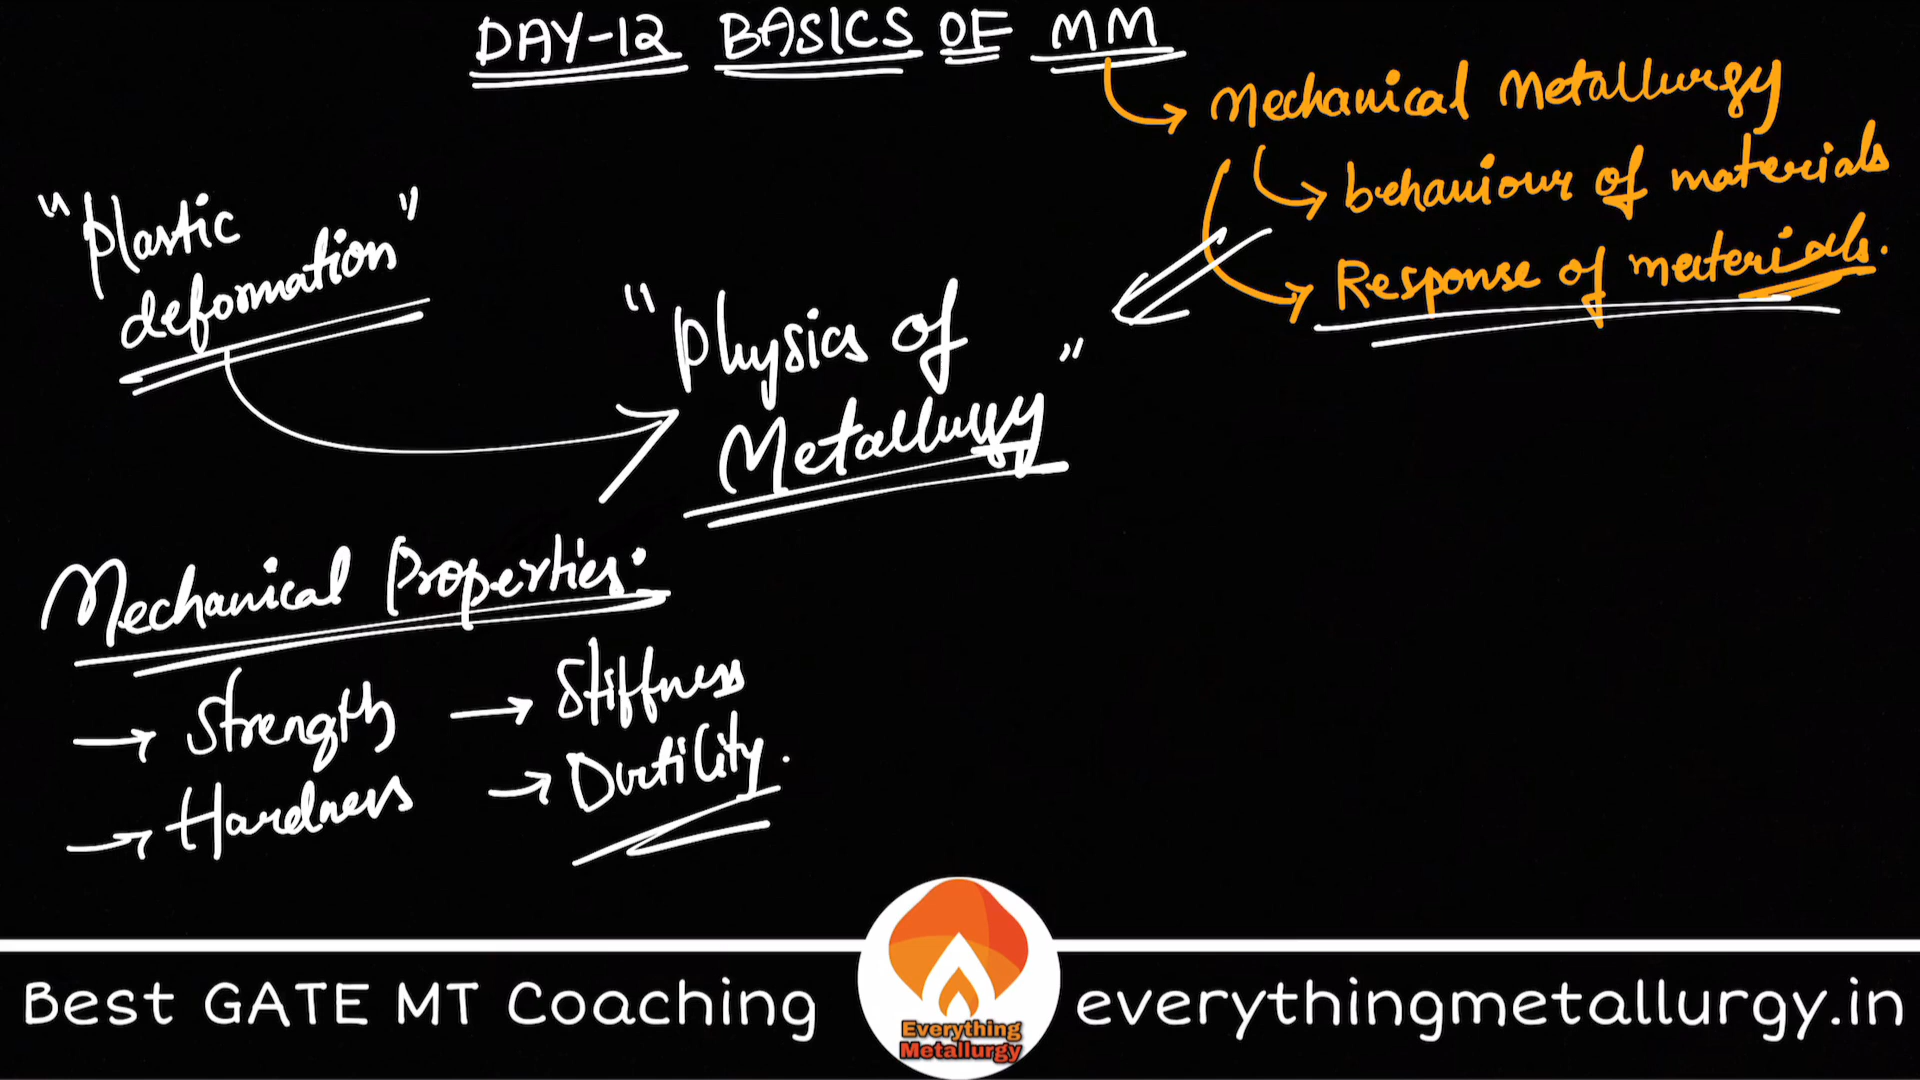 DAY-12 BASICS OF MM
Mechanical Metallurgy
behaviour of materials
Response of materials.
"Plastic
deformation"
"Physics of
Metallurgy"
Mechanical Properties:
→ Strength → Stiffness
→ Hardness → Ductility.
Best GATE MT Coaching
Everything
Metallurgy
everythingmetallurgy.in